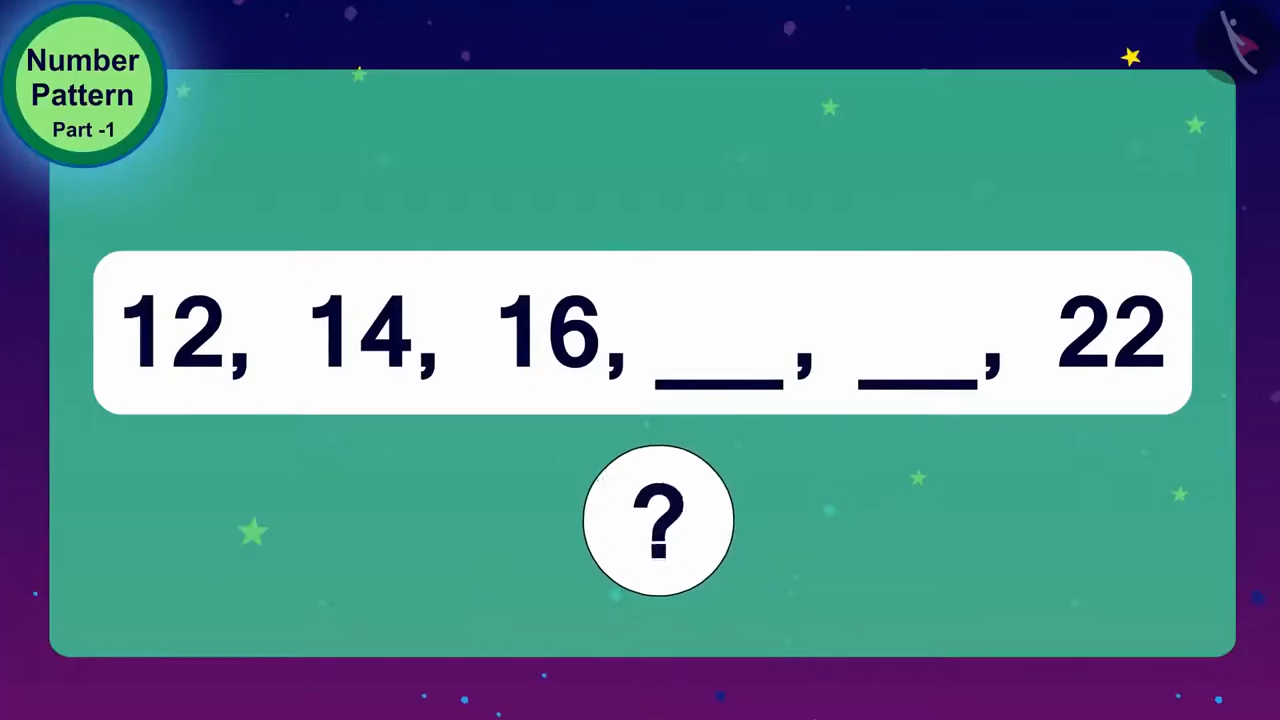 Number
Pattern
Part -1
12, 14, 16, ___, ___, 22
?